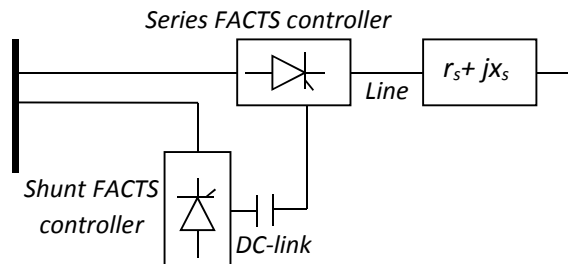 Series FACTS controller
rs+ jxs
Line
Shunt FACTS
controller
DC-link